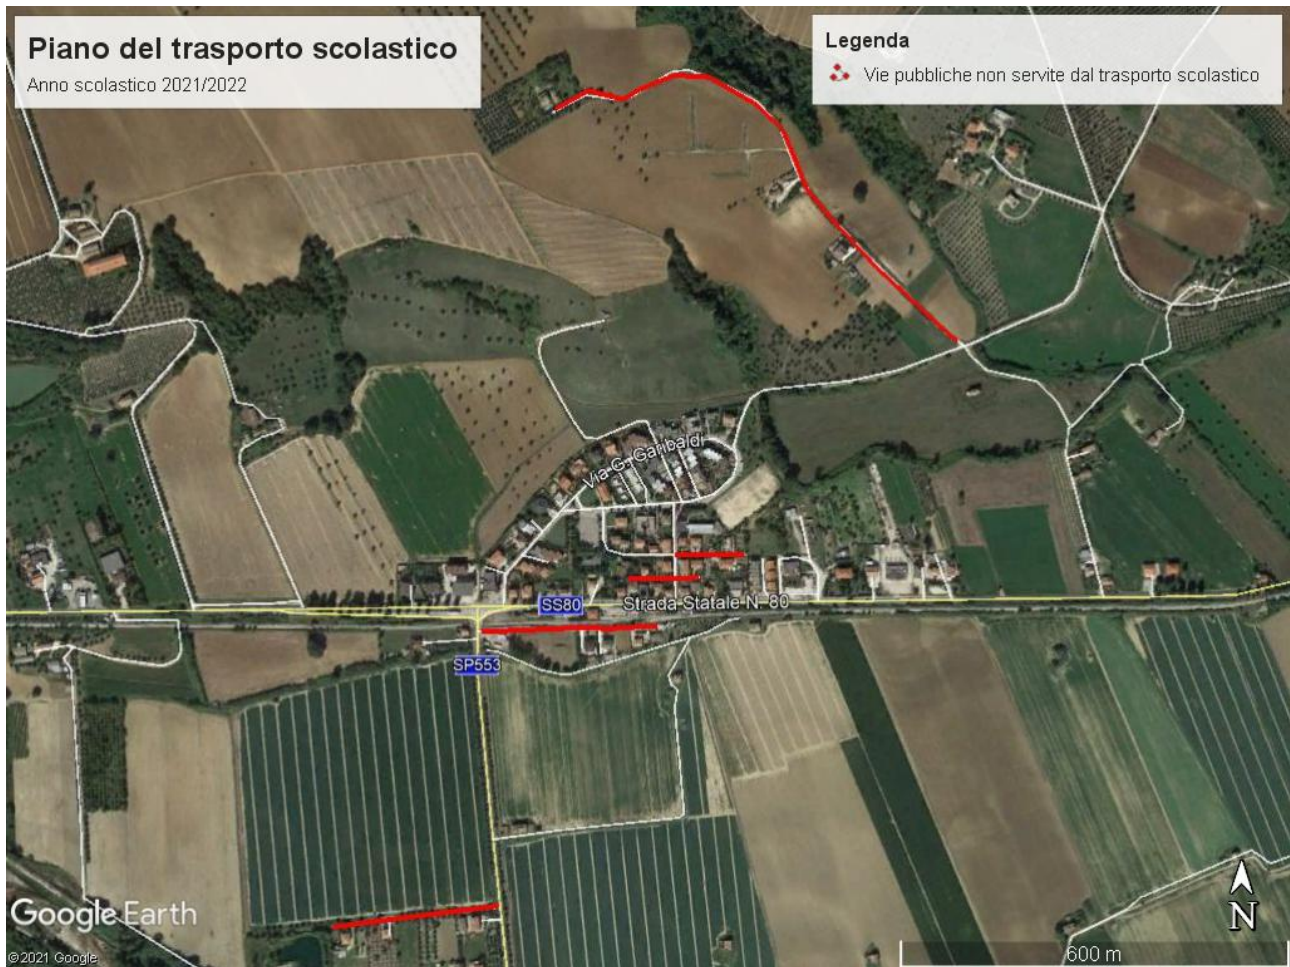 Piano del trasporto scolastico
Anno scolastico 2021/2022
Legenda
Vie pubbliche non servite dal trasporto scolastico
Via G. Garibaldi
SS80
Strada Statale N. 80
SP553
Google Earth
©2021 Google
N
600 m